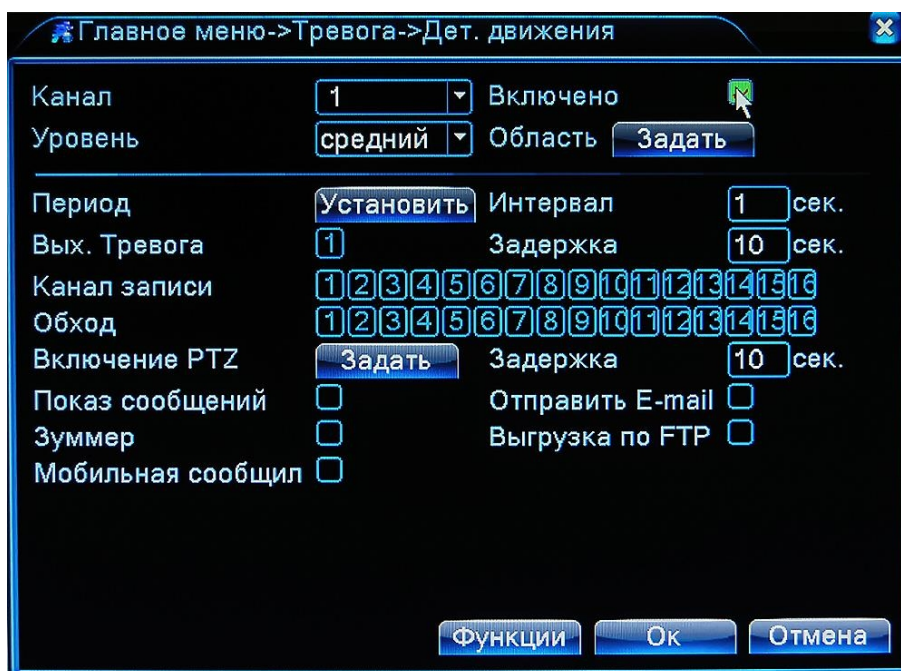 Главное меню->Тревога->Дет. движения
Канал 1 Включено
Уровень средний Область Задать
Период Установить Интервал 1 сек.
Вых. Тревога 1 Задержка 10 сек.
Канал записи 1 2 3 4 5 6 7 8 9 10 11 12 13 14 15 16
Обход 1 2 3 4 5 6 7 8 9 10 11 12 13 14 15 16
Включение PTZ Задать Задержка 10 сек.
Показ сообщений Отправить E-mail
Зуммер Выгрузка по FTP
Мобильная сообщил
Функции Ок Отмена